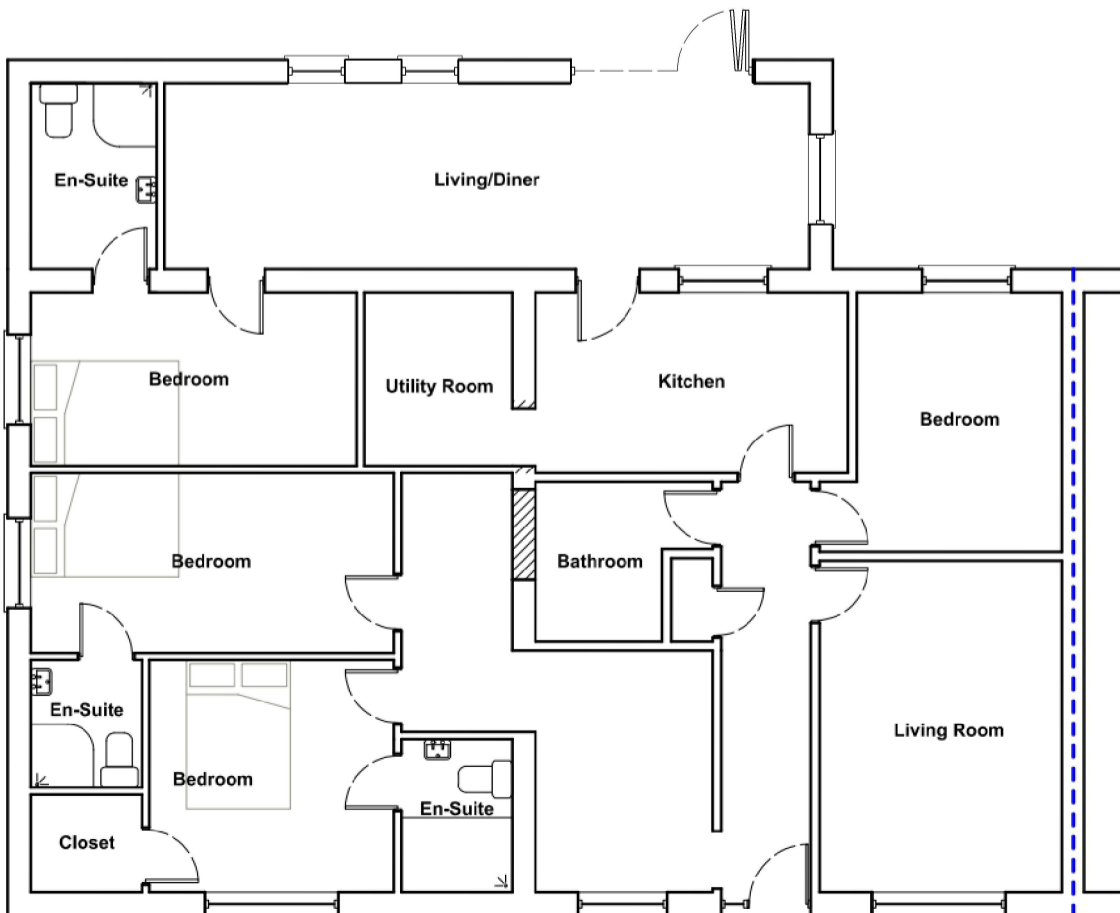 En-Suite
Living/Diner
Bedroom
Utility Room
Kitchen
Bedroom
Bedroom
Bathroom
En-Suite
Living Room
Bedroom
En-Suite
Closet